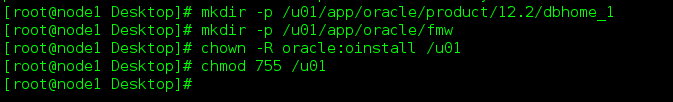 [root@node1 Desktop]# mkdir -p /u01/app/oracle/product/12.2/dbhome_1
[root@node1 Desktop]# mkdir -p /u01/app/oracle/fmw
[root@node1 Desktop]# chown -R oracle:oinstall /u01
[root@node1 Desktop]# chmod 755 /u01
[root@node1 Desktop]#